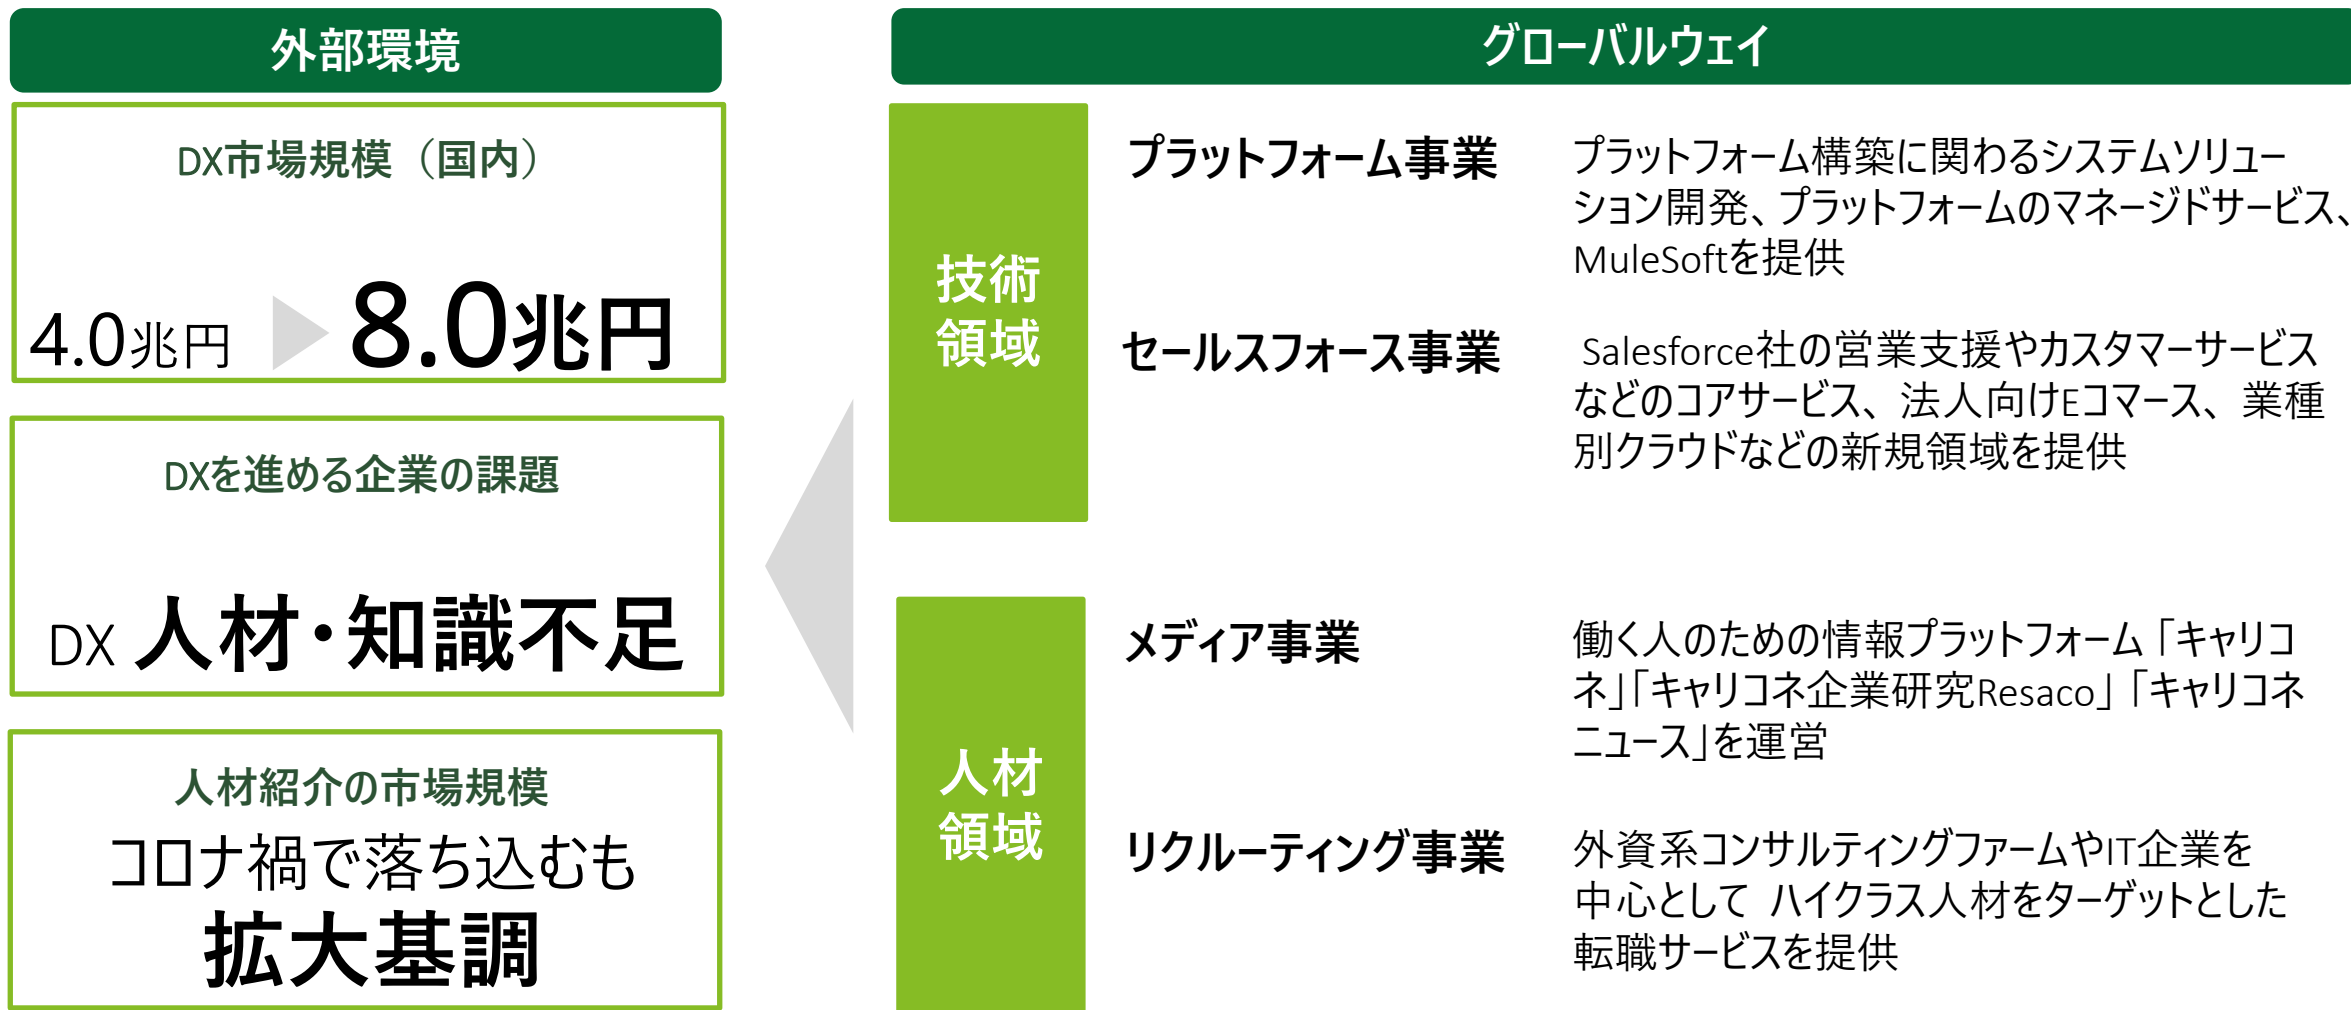 外部環境
DX市場規模（国内）
4.0兆円
8.0兆円
DXを進める企業の課題
DX 人材・知識不足
人材紹介の市場規模
コロナ禍で落ち込むも
拡大基調
グローバルウェイ
技術
領域
プラットフォーム事業
プラットフォーム構築に関わるシステムソリュー
ション開発、プラットフォームのマネージドサービス、
MuleSoftを提供
セールスフォース事業
Salesforce社の営業支援やカスタマーサービス
などのコアサービス、法人向けEコマース、業種
別クラウドなどの新規領域を提供
人材
領域
メディア事業
働く人のための情報プラットフォーム「キャリコ
ネ」「キャリコネ企業研究Resaco」「キャリコネ
ニュース」を運営
リクルーティング事業
外資系コンサルティングファームやIT企業を
中心として ハイクラス人材をターゲットとした
転職サービスを提供